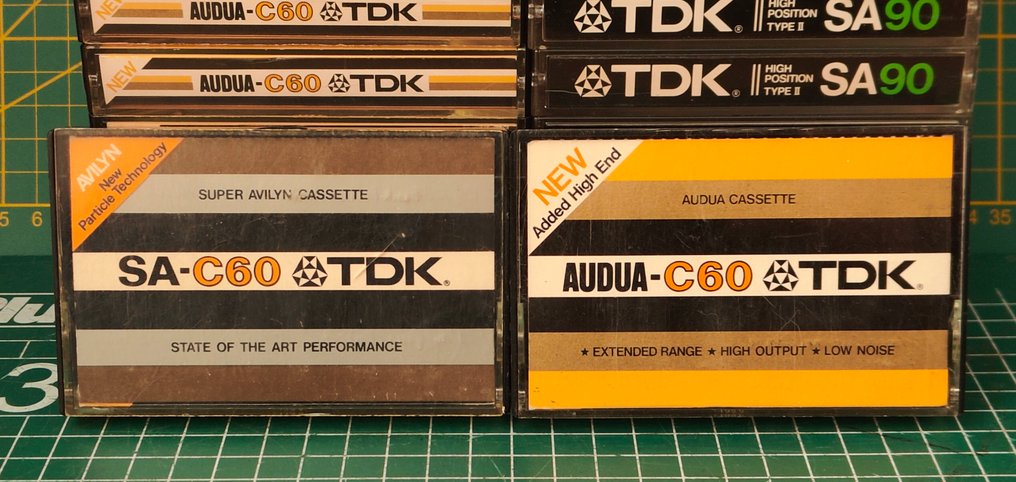 NEW AUDUA-C60 TDK
TDK® HIGH POSITION TYPE II SA90
NEW AUDUA-C60 TDK
TDK® HIGH POSITION TYPE II SA90
AVILYN
New
Particle Technology
SUPER AVILYN CASSETTE
SA-C60 TDK®
STATE OF THE ART PERFORMANCE
NEW
Added High End
AUDUA CASSETTE
AUDUA-C60 TDK®
★ EXTENDED RANGE ★ HIGH OUTPUT ★ LOW NOISE
5 6
4 35
3